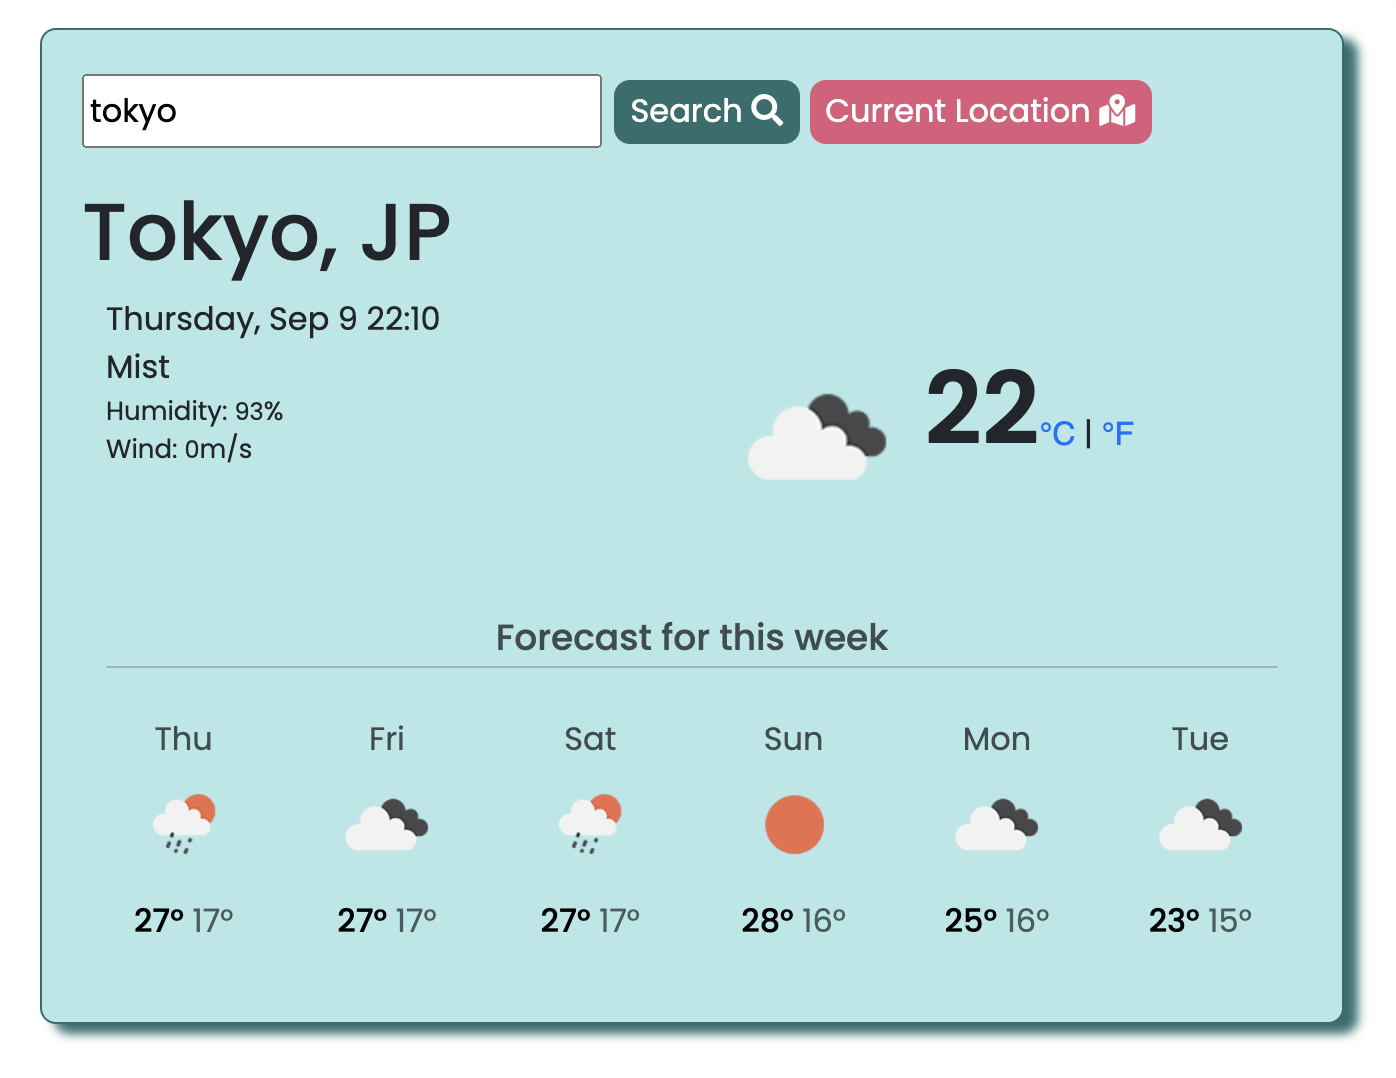 tokyo
Search
Current Location
Tokyo, JP
Thursday, Sep 9 22:10
Mist
Humidity: 93%
Wind: 0m/s
22°C | °F
Forecast for this week
Thu Fri Sat Sun Mon Tue
27° 17° 27° 17° 27° 17° 28° 16° 25° 16° 23° 15°